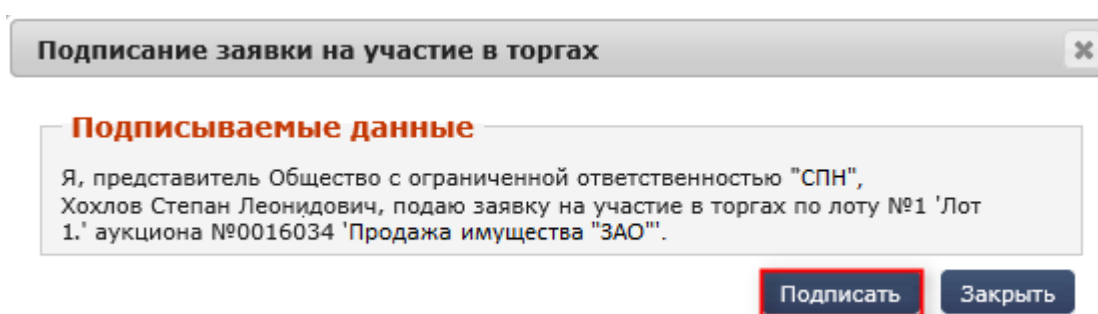 Подписание заявки на участие в торгах
Подписываемые данные
Я, представитель Общество с ограниченной ответственностью "СПН",
Хохлов Степан Леонидович, подаю заявку на участие в торгах по лоту №1 'Лот
1.' аукциона №0016034 'Продажа имущества "ЗАО"'.
Подписать Закрыть